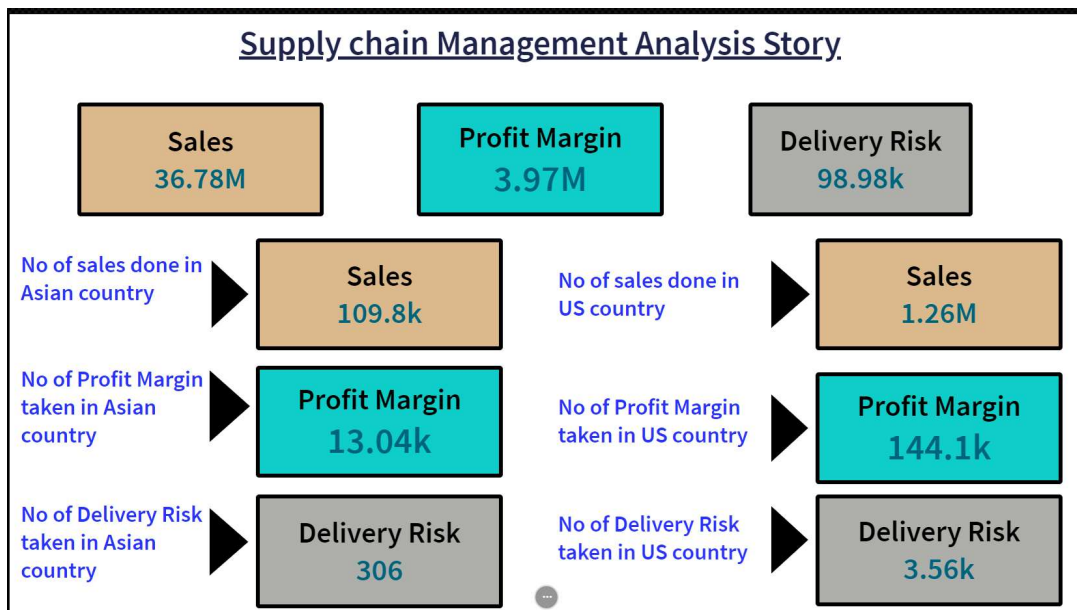 Supply chain Management Analysis Story
Sales
36.78M
Profit Margin
3.97M
Delivery Risk
98.98k
No of sales done in
Asian country
Sales
109.8k
No of sales done in
US country
Sales
1.26M
No of Profit Margin
taken in Asian
country
Profit Margin
13.04k
No of Profit Margin
taken in US country
Profit Margin
144.1k
No of Delivery Risk
taken in Asian
country
Delivery Risk
306
No of Delivery Risk
taken in US country
Delivery Risk
3.56k